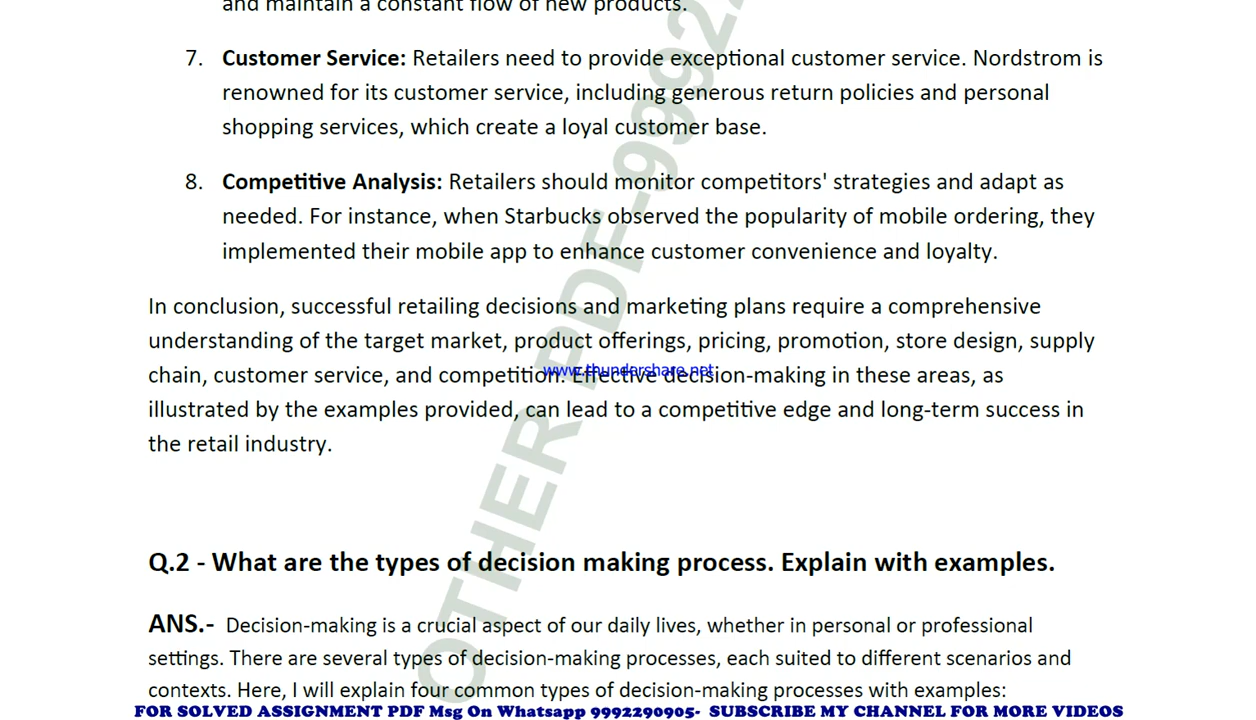 and maintain a constant flow of new products.
7. Customer Service: Retailers need to provide exceptional customer service. Nordstrom is
renowned for its customer service, including generous return policies and personal
shopping services, which create a loyal customer base.
8. Competitive Analysis: Retailers should monitor competitors' strategies and adapt as
needed. For instance, when Starbucks observed the popularity of mobile ordering, they
implemented their mobile app to enhance customer convenience and loyalty.
In conclusion, successful retailing decisions and marketing plans require a comprehensive
understanding of the target market, product offerings, pricing, promotion, store design, supply
chain, customer service, and competition. Effective decision-making in these areas, as
www.thundershare.net
illustrated by the examples provided, can lead to a competitive edge and long-term success in
the retail industry.
Q.2 - What are the types of decision making process. Explain with examples.
ANS.- Decision-making is a crucial aspect of our daily lives, whether in personal or professional
settings. There are several types of decision-making processes, each suited to different scenarios and
contexts. Here, I will explain four common types of decision-making processes with examples:
FOR SOLVED ASSIGNMENT PDF Msg On Whatsapp 9992290905- SUBSCRIBE MY CHANNEL FOR MORE VIDEOS
OTHER PDF-9992